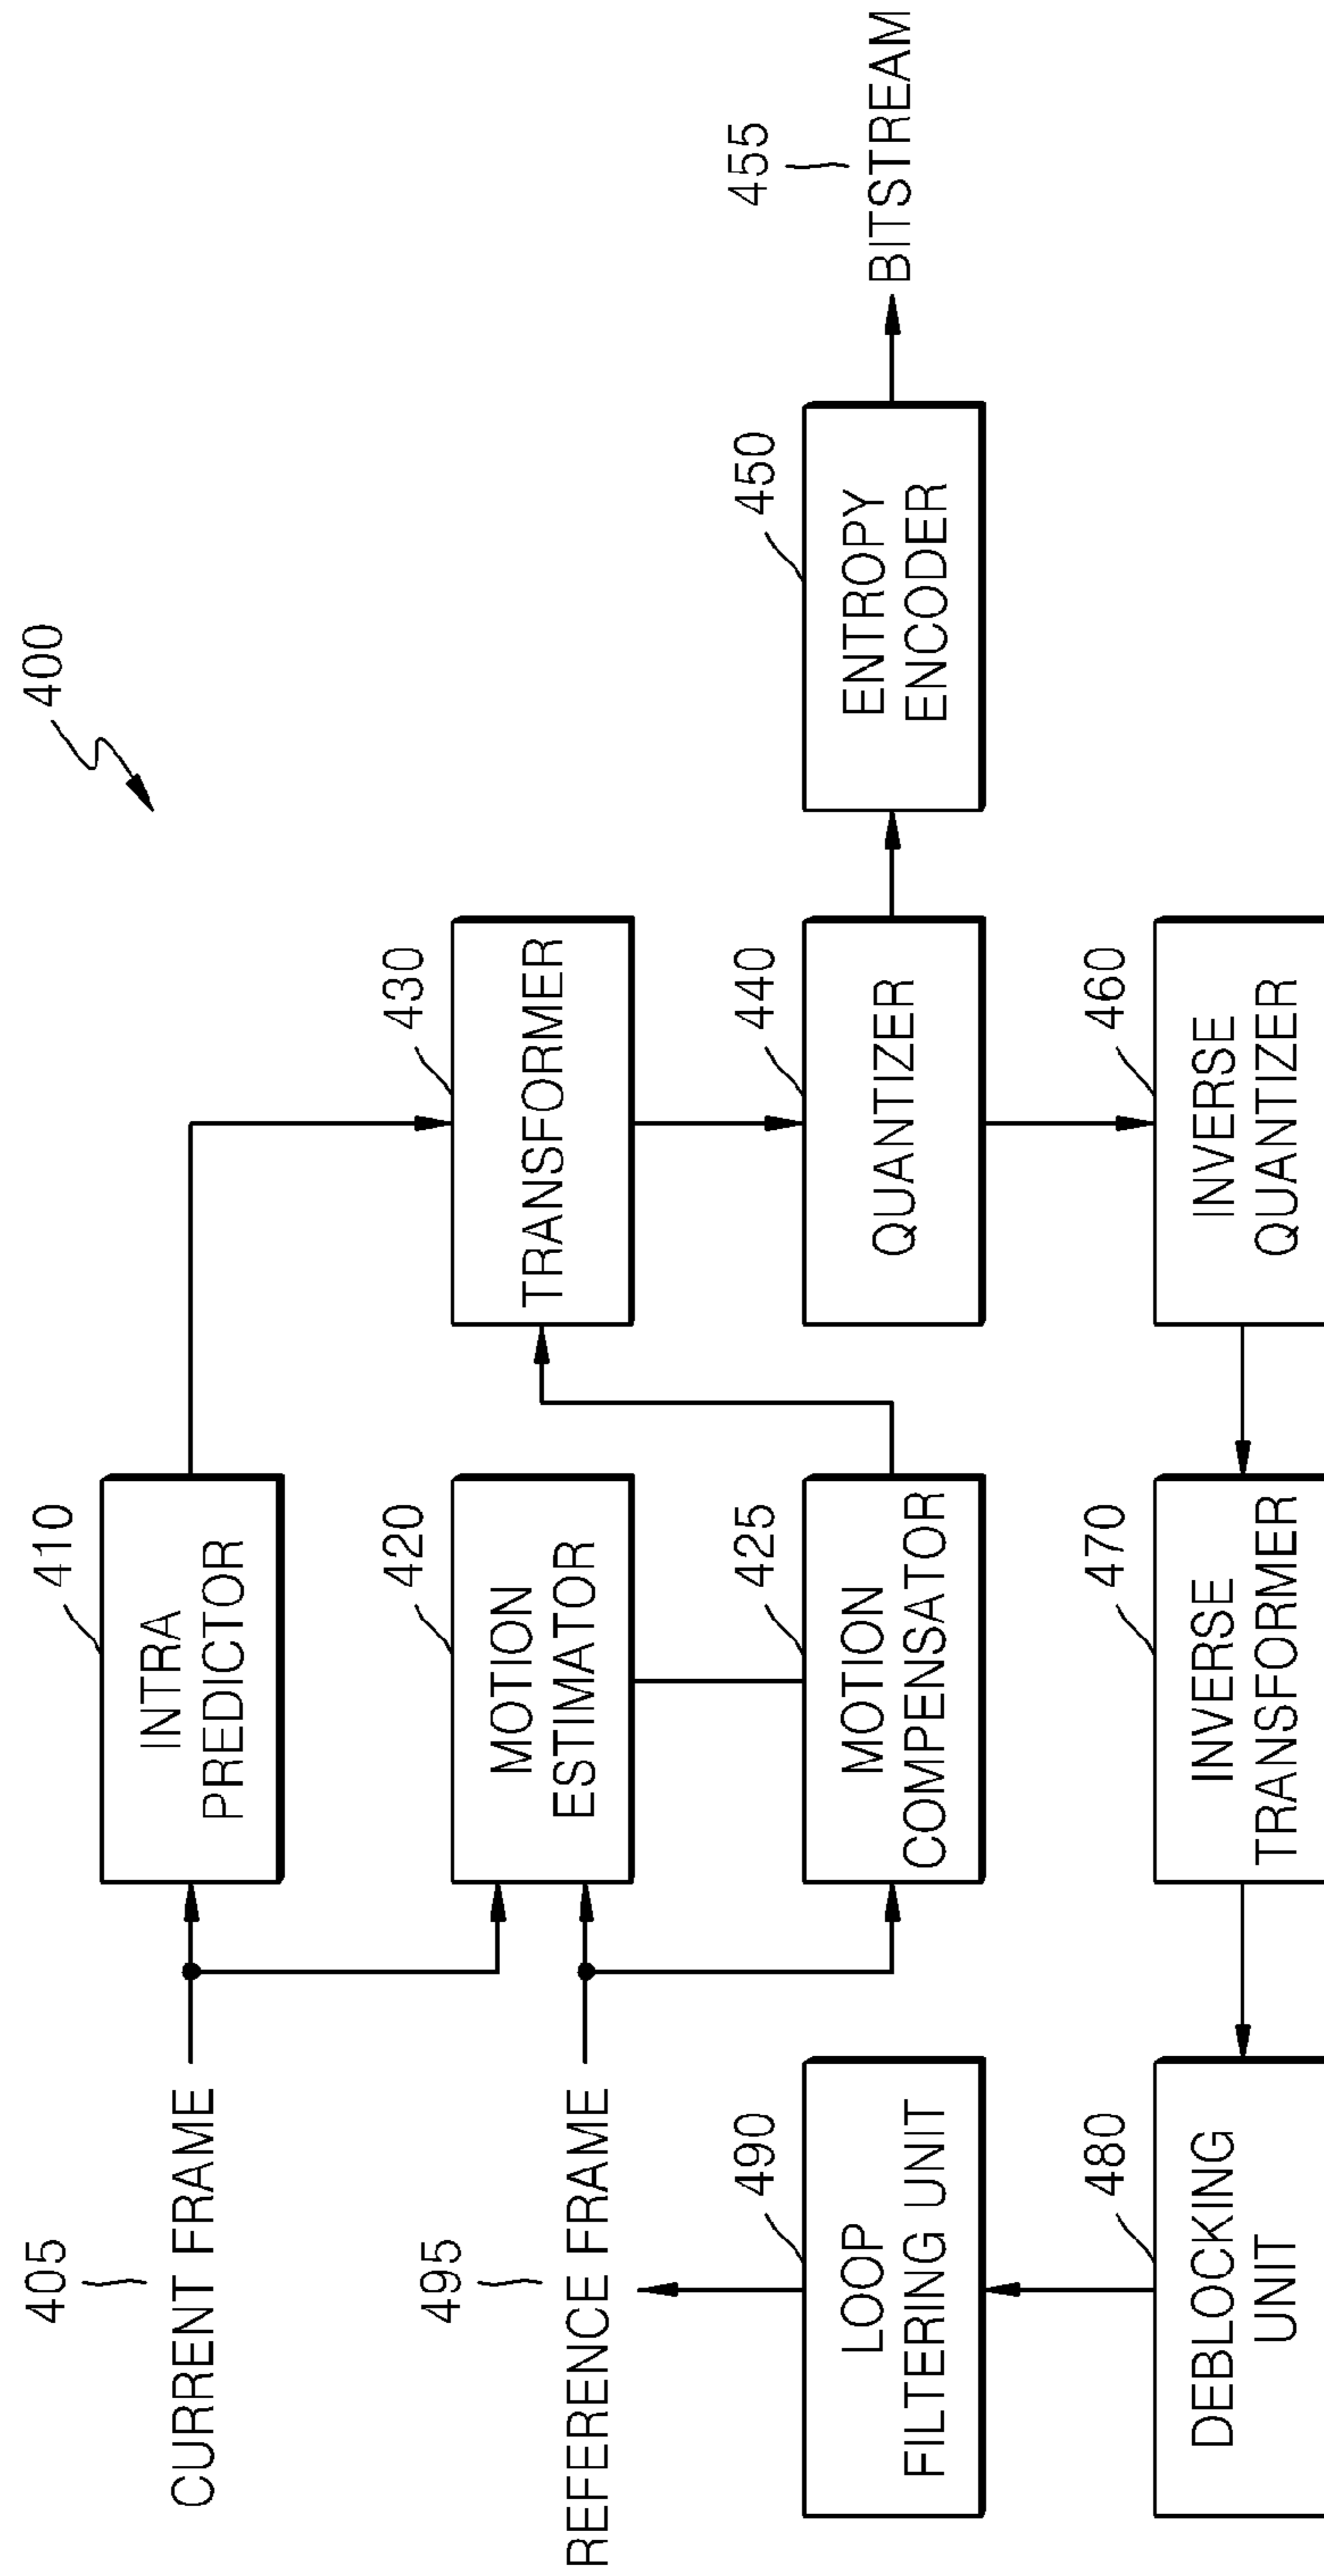 400
405
CURRENT FRAME
410
INTRA
PREDICTOR
495
REFERENCE FRAME
420
MOTION
ESTIMATOR
430
TRANSFORMER
490
LOOP
FILTERING UNIT
425
MOTION
COMPENSATOR
440
QUANTIZER
450
ENTROPY
ENCODER
455
BITSTREAM
480
DEBLOCKING
UNIT
470
INVERSE
TRANSFORMER
460
INVERSE
QUANTIZER